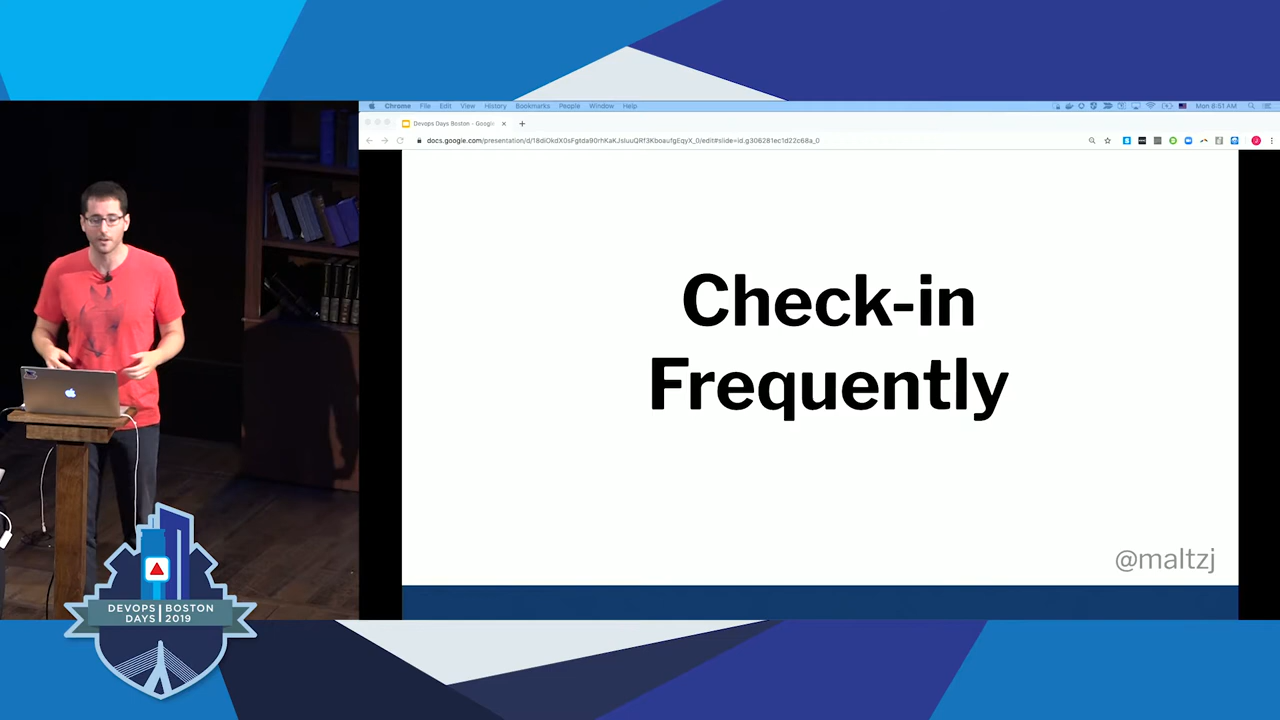 Chrome File Edit View History Bookmarks People Window Help
Mon 8:51 AM
Devops Days Boston - Googl
Check-in
Frequently
@maltzj
DEVOPS BOSTON
DAYS 2019